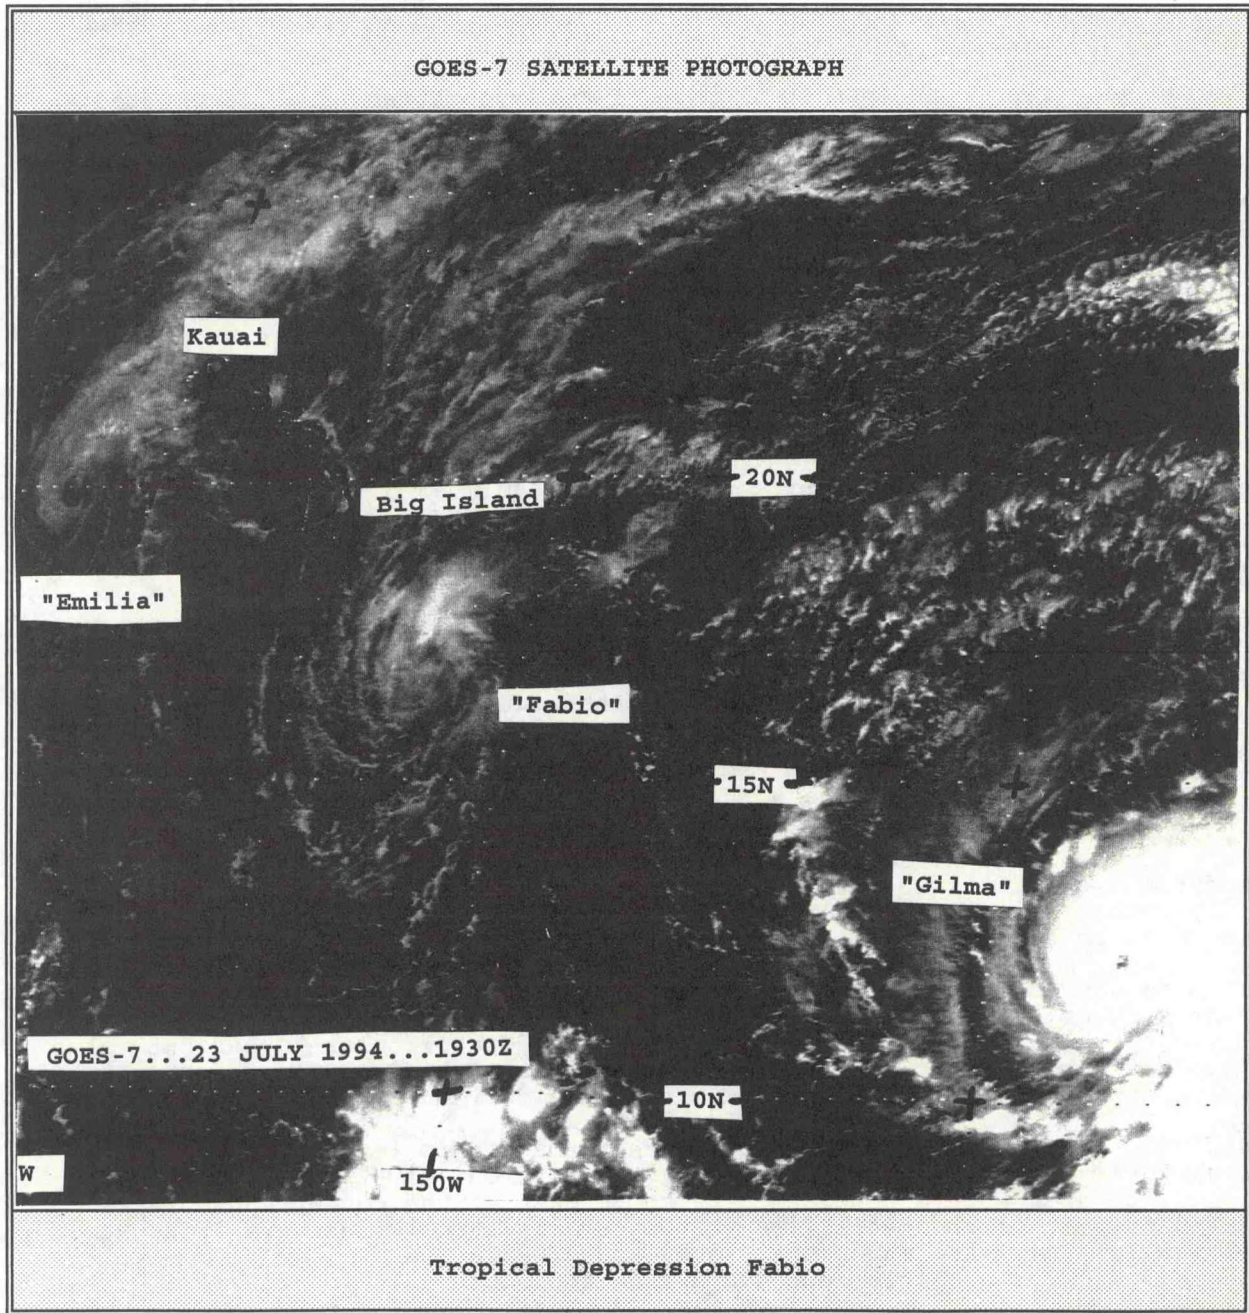 GOES-7 SATELLITE PHOTOGRAPH
Kauai
Big Island
20N
"Emilia"
"Fabio"
15N
"Gilma"
GOES-7...23 JULY 1994...1930Z
10N
W
150W
Tropical Depression Fabio